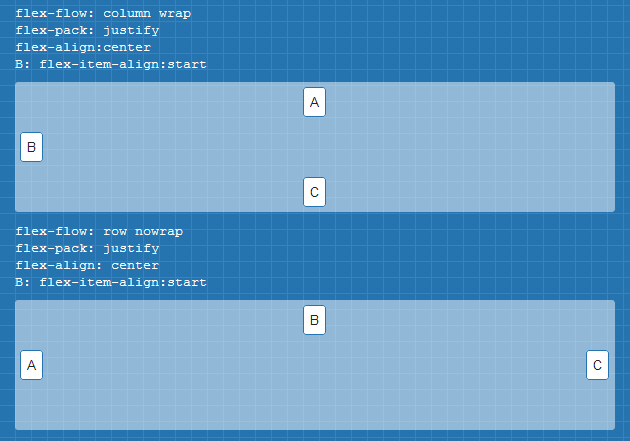 flex-flow: column wrap
flex-pack: justify
flex-align:center
B: flex-item-align:start
A
B
C
flex-flow: row nowrap
flex-pack: justify
flex-align: center
B: flex-item-align:start
B
A
C